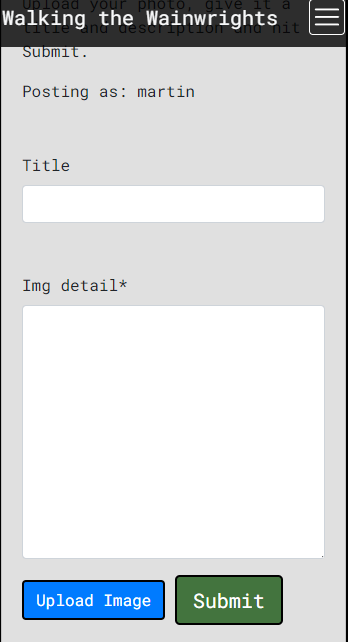 Upload your photo, give it a
Walking the Wainwrights
title and description and hit
Submit.
Posting as: martin
Title
Img detail*
Upload Image
Submit